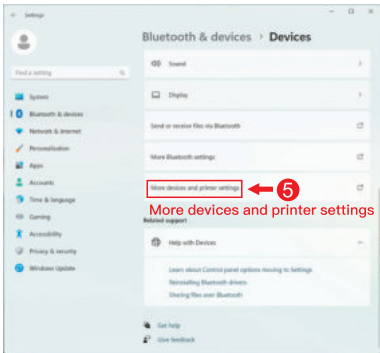 Settings
Bluetooth & devices > Devices
Find a setting
System
Bluetooth & devices
Network & internet
Personalization
Apps
Accounts
Time & language
Gaming
Accessibility
Privacy & security
Windows Update
Sound
Display
Send or receive files via Bluetooth
More Bluetooth settings
More devices and printer settings
5
More devices and printer settings
Related support
Help with Devices
Learn about Control panel options moving to Settings
Reinstalling Bluetooth drivers
Sharing files over Bluetooth
Get help
Give feedback